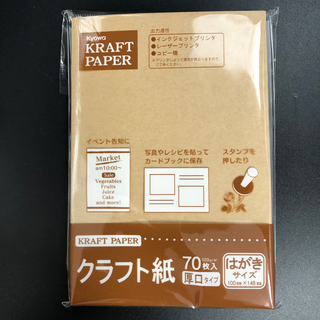 Kyowa
KRAFT
PAPER
出力適性
●インクジェットプリンタ
●レーザープリンタ
●コピー機
イベント告知に
Market
am10:00~
Sale
Vegetables
Fruits
Juice
Cake
and more!
写真やレシピを貼って
カードブックに保存
スタンプを
押したり
KRAFT PAPER
クラフト紙
70枚入
厚口タイプ
はがき
サイズ
100mm×148mm